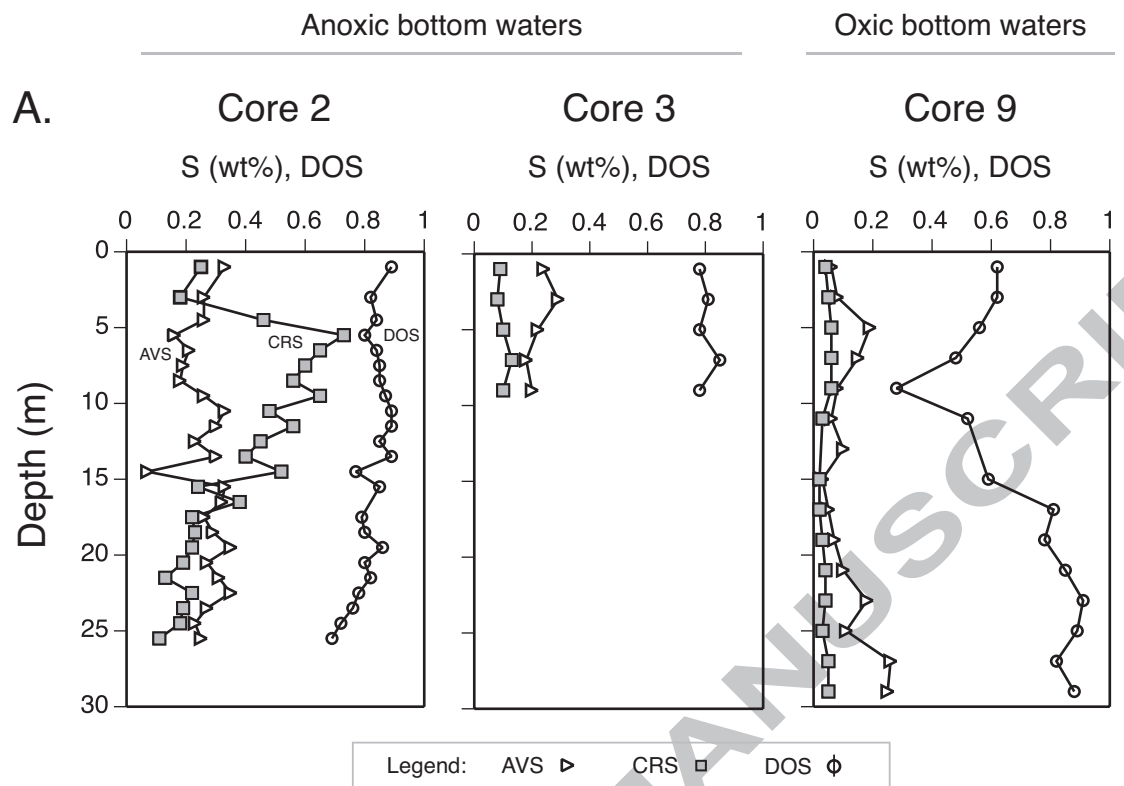 Anoxic bottom waters
Oxic bottom waters
A.
Core 2
Core 3
Core 9
S (wt%), DOS
S (wt%), DOS
S (wt%), DOS
0 0.2 0.4 0.6 0.8 1
0 0.2 0.4 0.6 0.8 1
0 0.2 0.4 0.6 0.8 1
Depth (m)
0
5
10
15
20
25
30
AVS
CRS
DOS
Legend: AVS CRS DOS
ANUSCRI